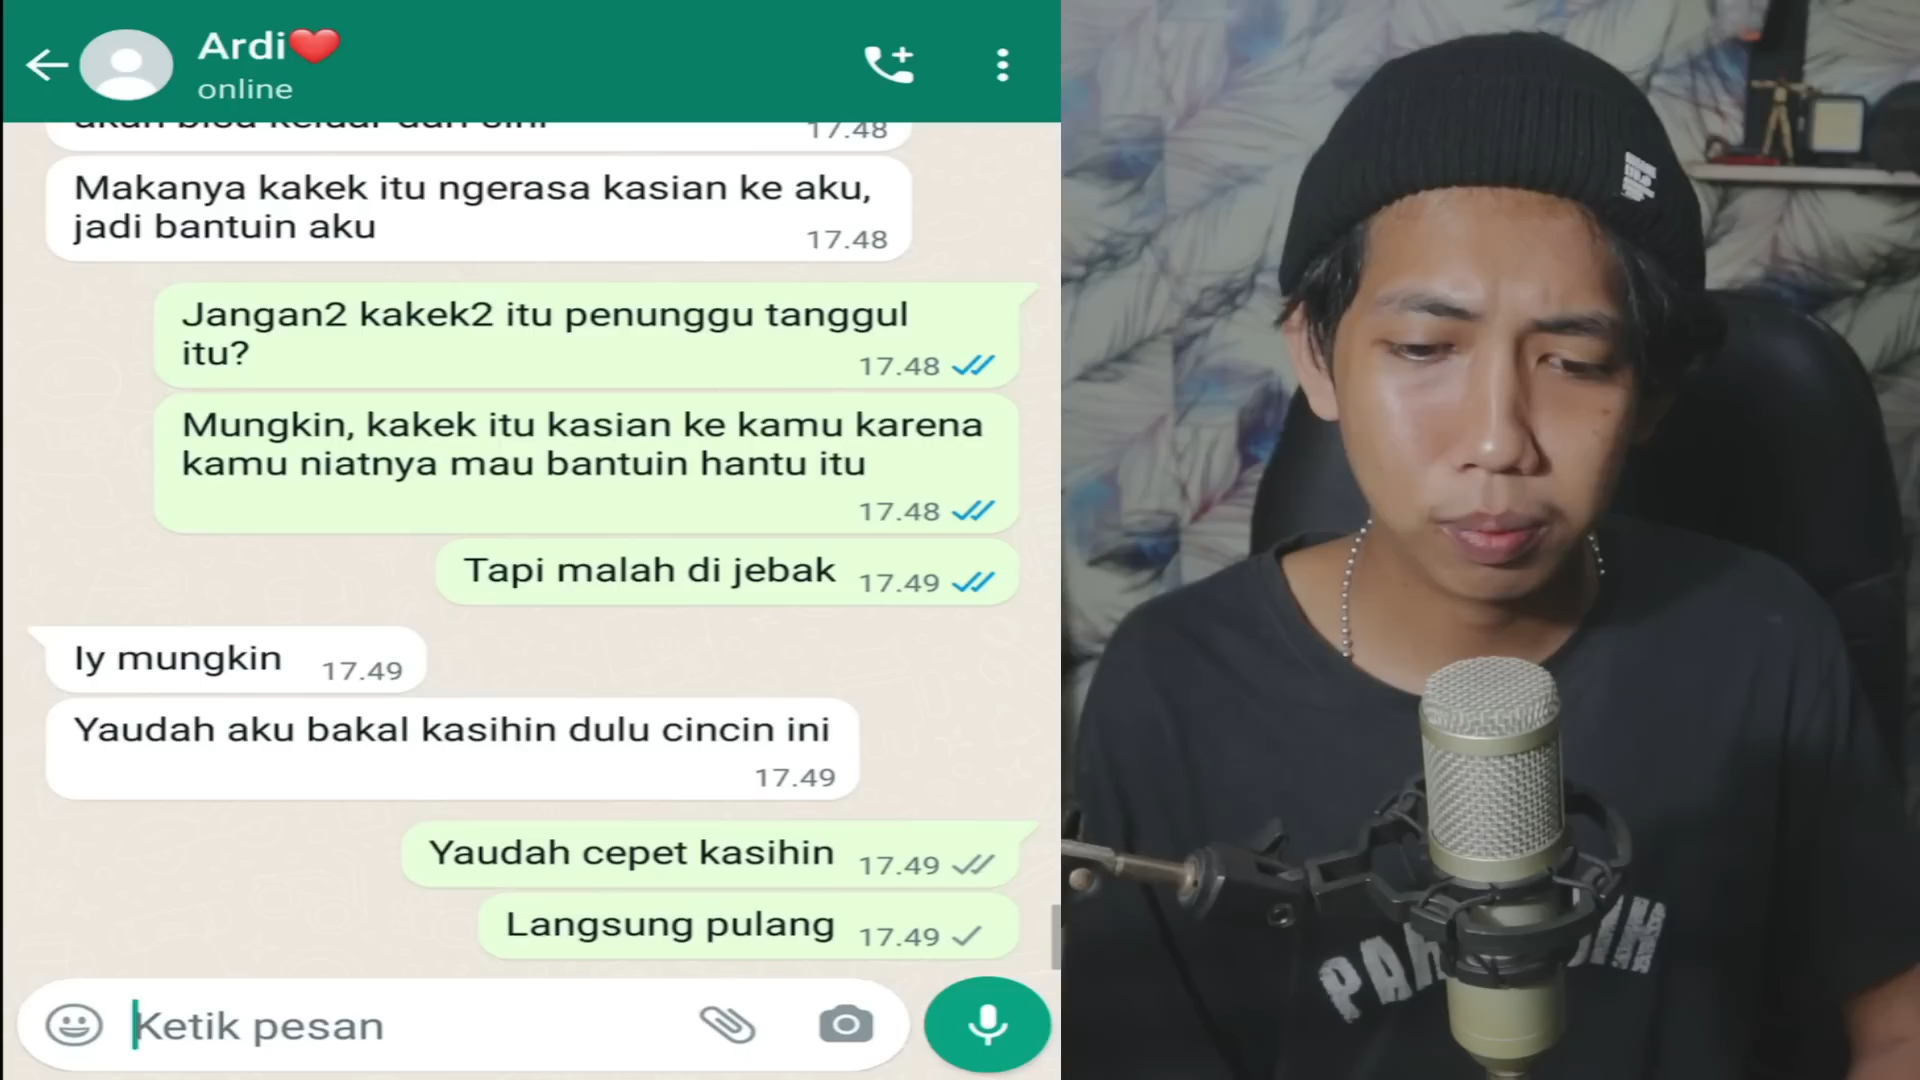 Ardi❤️
online
17.48
Makanya kakek itu ngerasa kasian ke aku,
jadi bantuin aku
17.48
Jangan2 kakek2 itu penunggu tanggul
itu?
17.48
Mungkin, kakek itu kasian ke kamu karena
kamu niatnya mau bantuin hantu itu
17.48
Tapi malah di jebak 17.49
Iy mungkin 17.49
Yaudah aku bakal kasihin dulu cincin ini
17.49
Yaudah cepet kasihin 17.49
Langsung pulang 17.49
Ketik pesan